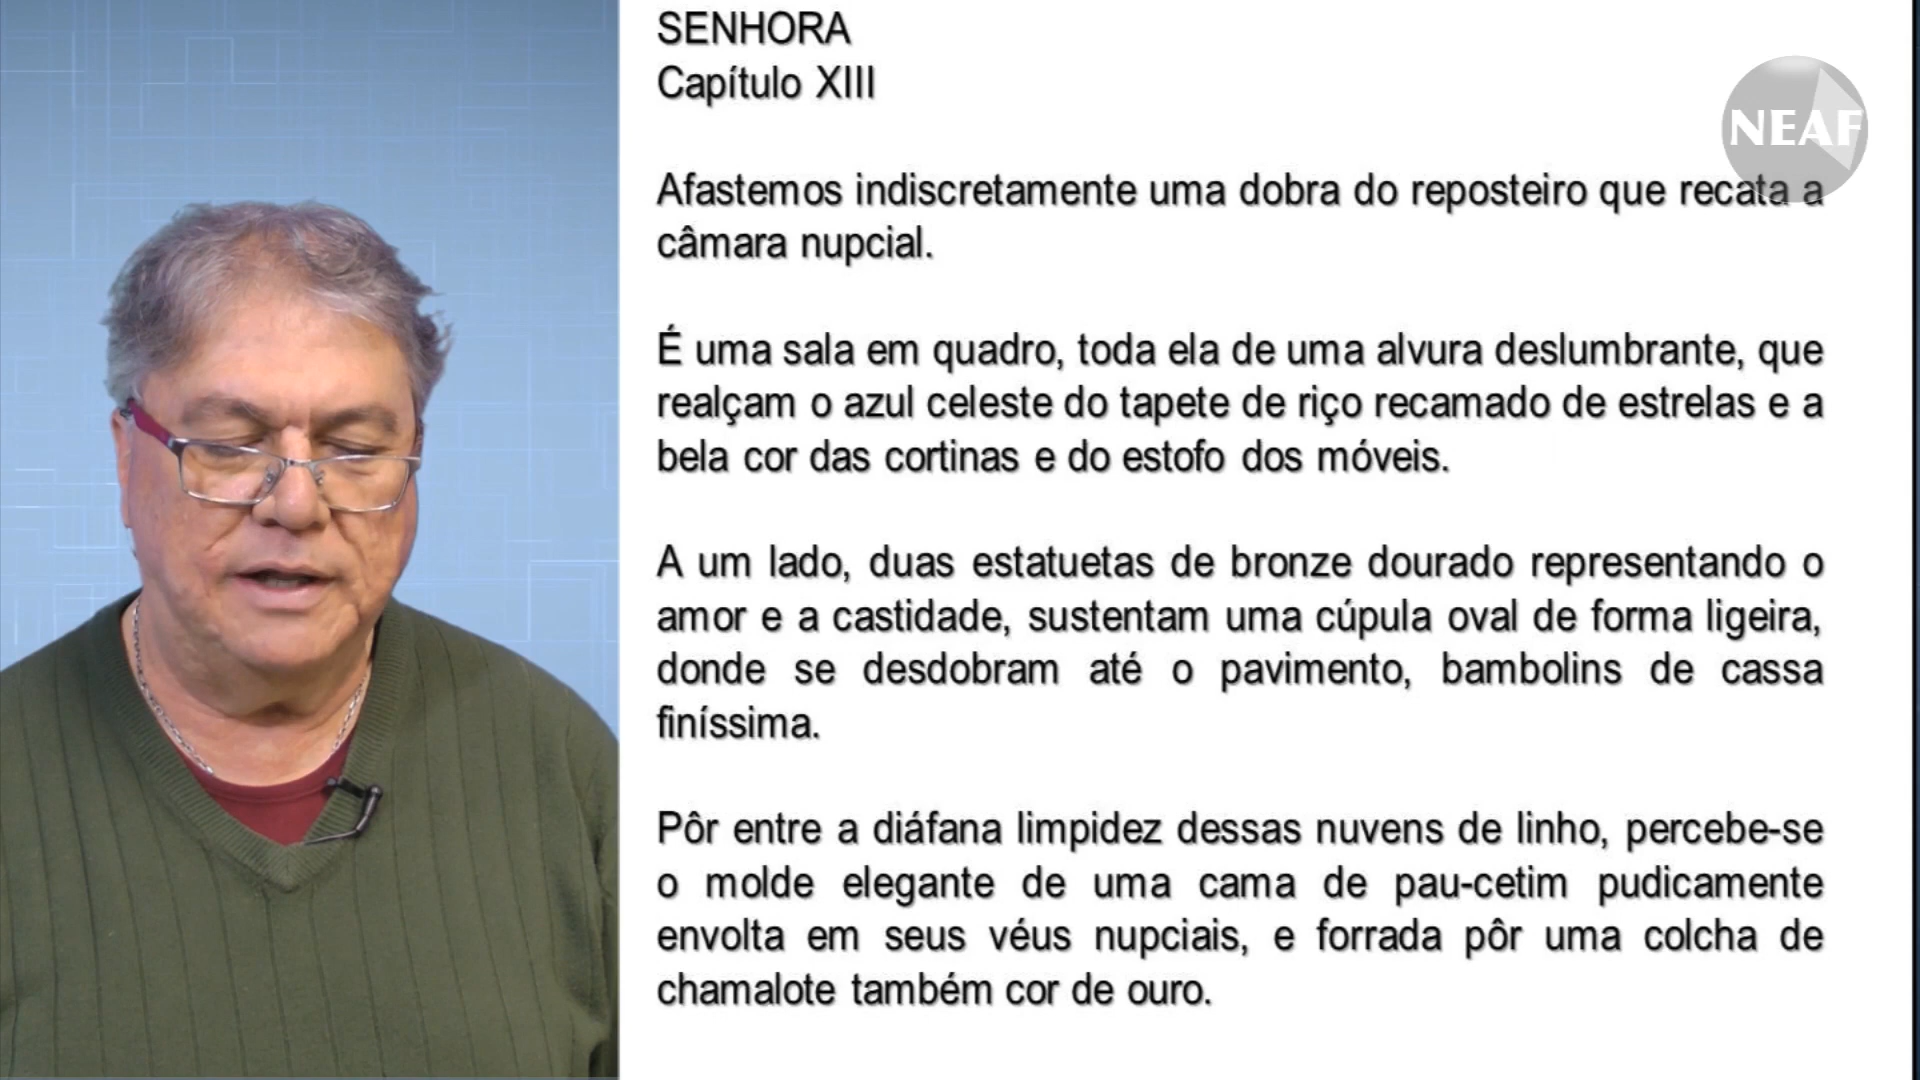 SENHORA
Capítulo XIII
NEAF
Afastemos indiscretamente uma dobra do reposteiro que recata a
câmara nupcial.
É uma sala em quadro, toda ela de uma alvura deslumbrante, que
realçam o azul celeste do tapete de riço recamado de estrelas e a
bela cor das cortinas e do estofo dos móveis.
A um lado, duas estatuetas de bronze dourado representando o
amor e a castidade, sustentam uma cúpula oval de forma ligeira,
donde se desdobram até o pavimento, bambolins de cassa
finíssima.
Pôr entre a diáfana limpidez dessas nuvens de linho, percebe-se
o molde elegante de uma cama de pau-cetim pudicamente
envolta em seus véus nupciais, e forrada pôr uma colcha de
chamalote também cor de ouro.